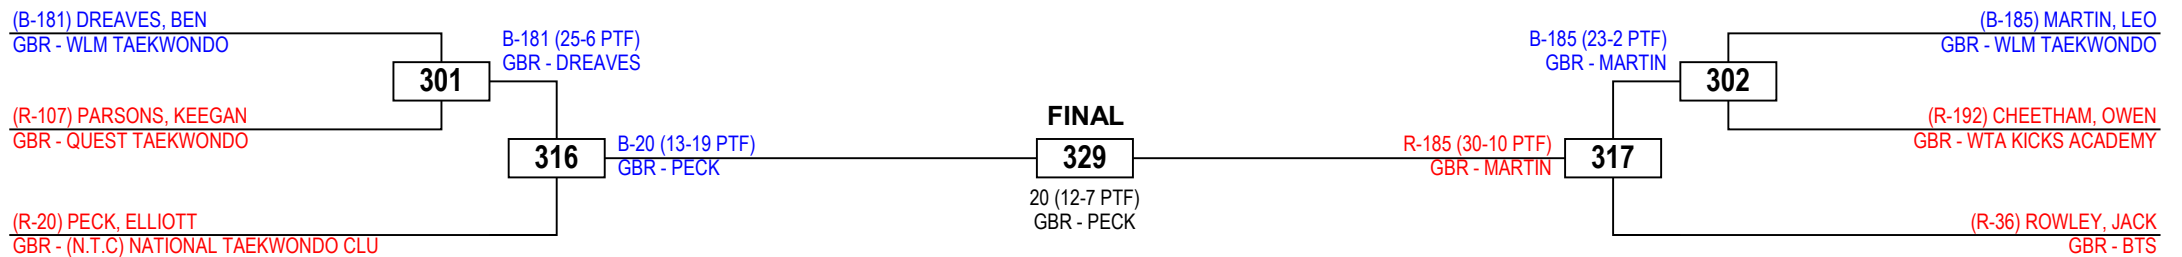 (B-181) DREAVES, BEN
GBR - WLM TAEKWONDO
B-181 (25-6 PTF)
GBR - DREAVES
301
(R-107) PARSONS, KEEGAN
GBR - QUEST TAEKWONDO
316
B-20 (13-19 PTF)
GBR - PECK
(R-20) PECK, ELLIOTT
GBR - (N.T.C) NATIONAL TAEKWONDO CLU
FINAL
329
20 (12-7 PTF)
GBR - PECK
(B-185) MARTIN, LEO
GBR - WLM TAEKWONDO
B-185 (23-2 PTF)
GBR - MARTIN
302
(R-192) CHEETHAM, OWEN
GBR - WTA KICKS ACADEMY
R-185 (30-10 PTF)
GBR - MARTIN
317
(R-36) ROWLEY, JACK
GBR - BTS